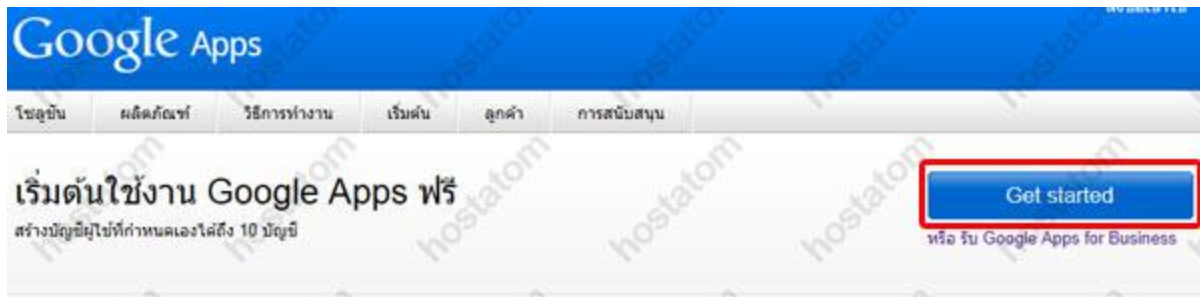 Google Apps
โซลูชั่น ผลิตภัณฑ์ วิธีการทำงาน เริ่มต้น ลูกค้า การสนับสนุน
เริ่มต้นใช้งาน Google Apps ฟรี
สร้างบัญชีผู้ใช้ที่กำหนดเองได้ถึง 10 บัญชี
Get started
หรือ รับ Google Apps for Business
hostatom